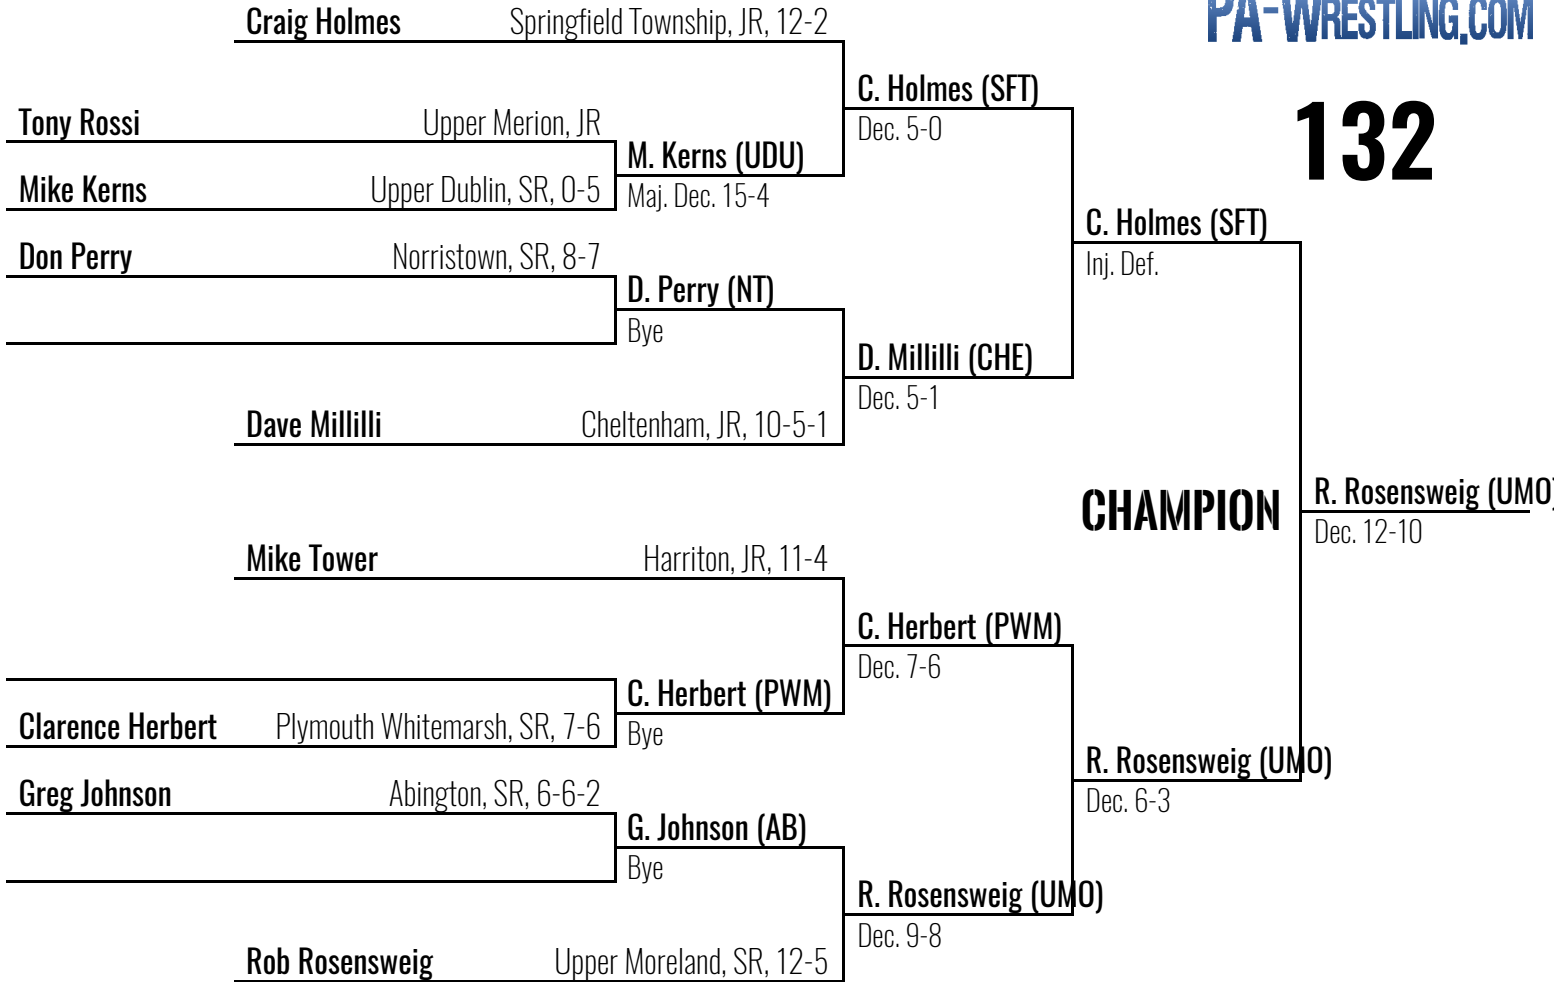 PA-WRESTLING.COM
132
Craig Holmes Springfield Township, JR, 12-2
C. Holmes (SFT)
Dec. 5-0
Tony Rossi Upper Merion, JR
M. Kerns (UDU)
Maj. Dec. 15-4
Mike Kerns Upper Dublin, SR, 0-5
C. Holmes (SFT)
Inj. Def.
Don Perry Norristown, SR, 8-7
D. Perry (NT)
Bye
D. Millilli (CHE)
Dec. 5-1
Dave Millilli Cheltenham, JR, 10-5-1
CHAMPION
R. Rosensweig (UMO)
Dec. 12-10
Mike Tower Harriton, JR, 11-4
C. Herbert (PWM)
Dec. 7-6
C. Herbert (PWM)
Bye
Clarence Herbert Plymouth Whitemarsh, SR, 7-6
R. Rosensweig (UMO)
Dec. 6-3
Greg Johnson Abington, SR, 6-6-2
G. Johnson (AB)
Bye
R. Rosensweig (UMO)
Dec. 9-8
Rob Rosensweig Upper Moreland, SR, 12-5